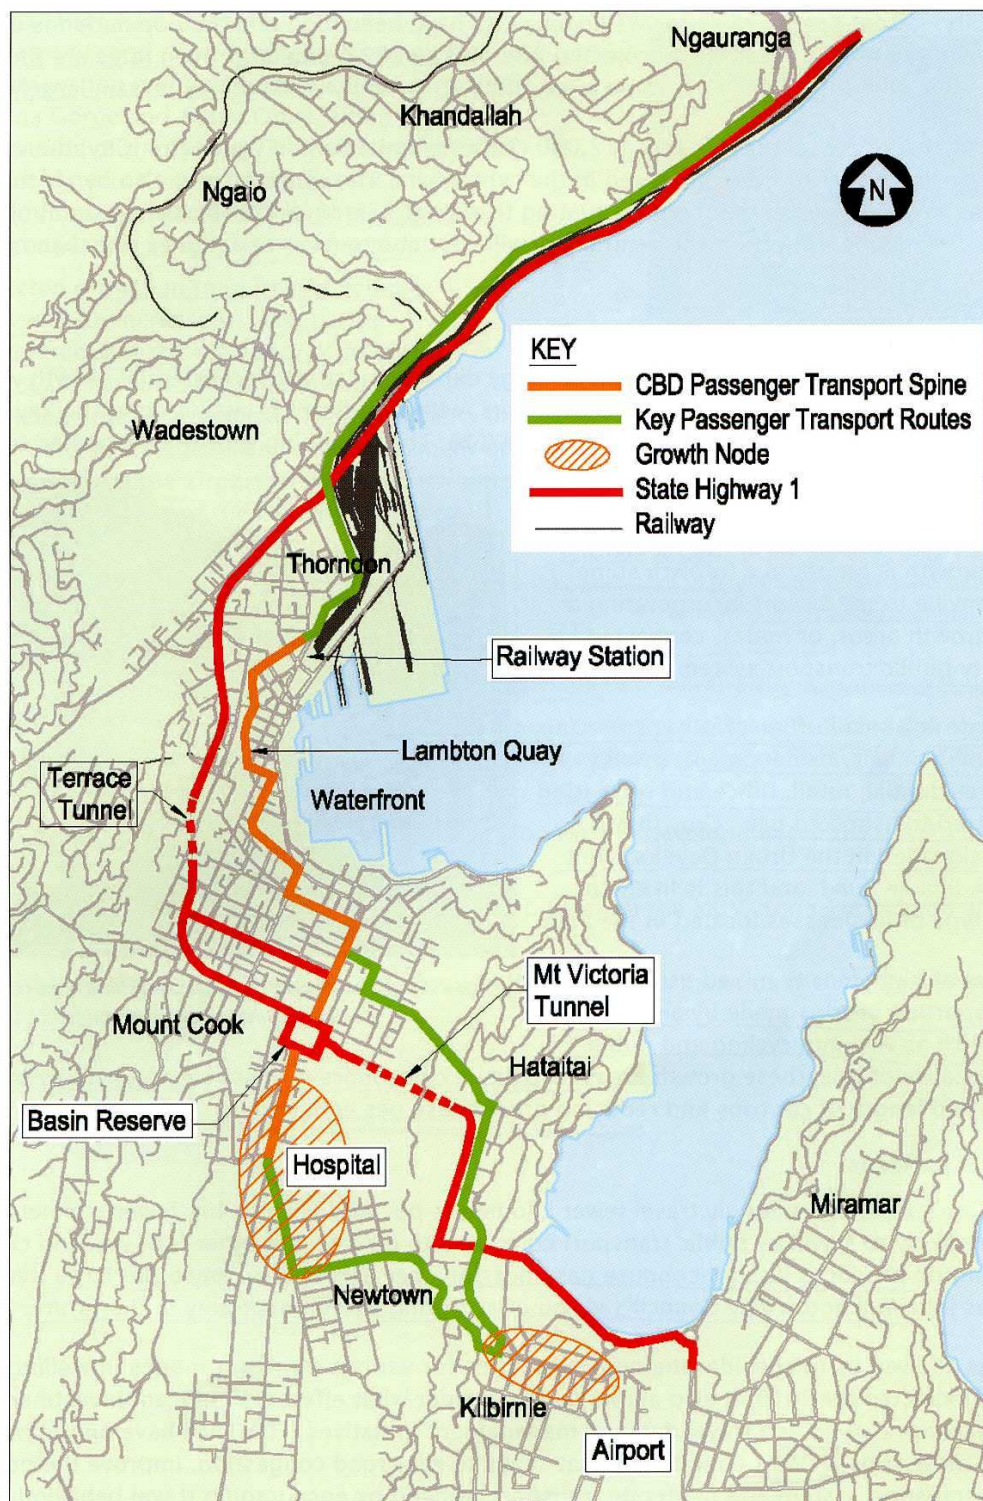 Ngauranga
Khandallah
N
Ngaio
KEY
CBD Passenger Transport Spine
Key Passenger Transport Routes
Growth Node
State Highway 1
Railway
Wadestown
Thorndon
Railway Station
Lambton Quay
Terrace
Tunnel
Waterfront
Mt Victoria
Tunnel
Mount Cook
Hataitai
Basin Reserve
Hospital
Miramar
Newtown
Kilbirnie
Airport